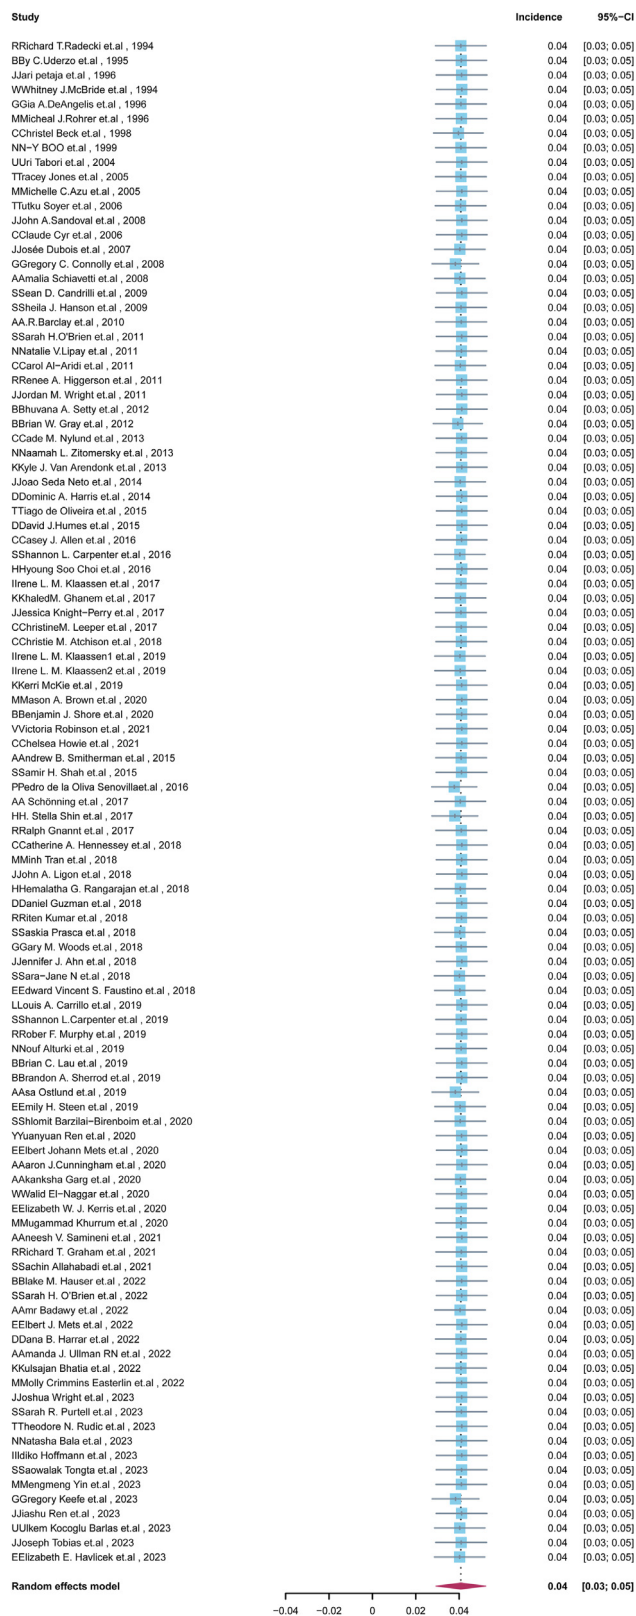 Study Incidence 95%−CI
RRichard T.Radecki et.al , 1994 0.04 [0.03; 0.05]
BBy C.Uderzo et.al , 1995 0.04 [0.03; 0.05]
JJari petaja et.al , 1996 0.04 [0.03; 0.05]
WWhitney J.McBride et.al , 1994 0.04 [0.03; 0.05]
GGia A.DeAngelis et.al , 1996 0.04 [0.03; 0.05]
MMicheal J.Rohrer et.al , 1996 0.04 [0.03; 0.05]
CChristel Beck et.al , 1998 0.04 [0.03; 0.05]
NN−Y BOO et.al , 1999 0.04 [0.03; 0.05]
UUri Tabori et.al , 2004 0.04 [0.03; 0.05]
TTracey Jones et.al , 2005 0.04 [0.03; 0.05]
MMichelle C.Azu et.al , 2005 0.04 [0.03; 0.05]
TTutku Soyer et.al , 2006 0.04 [0.03; 0.05]
JJohn A.Sandoval et.al , 2008 0.04 [0.03; 0.05]
CClaude Cyr et.al , 2006 0.04 [0.03; 0.05]
JJosée Dubois et.al , 2007 0.04 [0.03; 0.05]
GGregory C. Connolly et.al , 2008 0.04 [0.03; 0.05]
AAmalia Schiavetti et.al , 2008 0.04 [0.03; 0.05]
SSean D. Candrilli et.al , 2009 0.04 [0.03; 0.05]
SSheila J. Hanson et.al , 2009 0.04 [0.03; 0.05]
AA.R.Barclay et.al , 2010 0.04 [0.03; 0.05]
SSarah H.O'Brien et.al , 2011 0.04 [0.03; 0.05]
NNatalie V.Lipay et.al , 2011 0.04 [0.03; 0.05]
CCarol Al−Aridi et.al , 2011 0.04 [0.03; 0.05]
RRenee A. Higgerson et.al , 2011 0.04 [0.03; 0.05]
JJordan M. Wright et.al , 2011 0.04 [0.03; 0.05]
BBhuvana A. Setty et.al , 2012 0.04 [0.03; 0.05]
BBrian W. Gray et.al , 2012 0.04 [0.03; 0.05]
CCade M. Nylund et.al , 2013 0.04 [0.03; 0.05]
NNaamah L. Zitomersky et.al , 2013 0.04 [0.03; 0.05]
KKyle J. Van Arendonk et.al , 2013 0.04 [0.03; 0.05]
JJoao Seda Neto et.al , 2014 0.04 [0.03; 0.05]
DDominic A. Harris et.al , 2014 0.04 [0.03; 0.05]
TTiago de Oliveira et.al , 2015 0.04 [0.03; 0.05]
DDavid J.Humes et.al , 2015 0.04 [0.03; 0.05]
CCasey J. Allen et.al , 2016 0.04 [0.03; 0.05]
SShannon L. Carpenter et.al , 2016 0.04 [0.03; 0.05]
HHyoung Soo Choi et.al , 2016 0.04 [0.03; 0.05]
IIrene L. M. Klaassen et.al , 2017 0.04 [0.03; 0.05]
KKhaledM. Ghanem et.al , 2017 0.04 [0.03; 0.05]
JJessica Knight−Perry et.al , 2017 0.04 [0.03; 0.05]
CChristineM. Leeper et.al , 2017 0.04 [0.03; 0.05]
CChristie M. Atchison et.al , 2018 0.04 [0.03; 0.05]
IIrene L. M. Klaassen1 et.al , 2019 0.04 [0.03; 0.05]
IIrene L. M. Klaassen2 et.al , 2019 0.04 [0.03; 0.05]
KKerri McKie et.al , 2019 0.04 [0.03; 0.05]
MMason A. Brown et.al , 2020 0.04 [0.03; 0.05]
BBenjamin J. Shore et.al , 2020 0.04 [0.03; 0.05]
VVictoria Robinson et.al , 2021 0.04 [0.03; 0.05]
CChelsea Howie et.al , 2021 0.04 [0.03; 0.05]
AAndrew B. Smitherman et.al , 2015 0.04 [0.03; 0.05]
SSamir H. Shah et.al , 2015 0.04 [0.03; 0.05]
PPedro de la Oliva Senovillaet.al , 2016 0.04 [0.03; 0.05]
AA Schönning et.al , 2017 0.04 [0.03; 0.05]
HH. Stella Shin et.al , 2017 0.04 [0.03; 0.05]
RRalph Gnannt et.al , 2017 0.04 [0.03; 0.05]
CCatherine A. Hennessey et.al , 2018 0.04 [0.03; 0.05]
MMinh Tran et.al , 2018 0.04 [0.03; 0.05]
JJohn A. Ligon et.al , 2018 0.04 [0.03; 0.05]
HHemalatha G. Rangarajan et.al , 2018 0.04 [0.03; 0.05]
DDaniel Guzman et.al , 2018 0.04 [0.03; 0.05]
RRiten Kumar et.al , 2018 0.04 [0.03; 0.05]
SSaskia Prasca et.al , 2018 0.04 [0.03; 0.05]
GGary M. Woods et.al , 2018 0.04 [0.03; 0.05]
JJennifer J. Ahn et.al , 2018 0.04 [0.03; 0.05]
SSara−Jane N et.al , 2018 0.04 [0.03; 0.05]
EEdward Vincent S. Faustino et.al , 2018 0.04 [0.03; 0.05]
LLouis A. Carrillo et.al , 2019 0.04 [0.03; 0.05]
SShannon L.Carpenter et.al , 2019 0.04 [0.03; 0.05]
RRober F. Murphy et.al , 2019 0.04 [0.03; 0.05]
NNouf Alturki et.al , 2019 0.04 [0.03; 0.05]
BBrian C. Lau et.al , 2019 0.04 [0.03; 0.05]
BBrandon A. Sherrod et.al , 2019 0.04 [0.03; 0.05]
AAsa Ostlund et.al , 2019 0.04 [0.03; 0.05]
EEmily H. Steen et.al , 2019 0.04 [0.03; 0.05]
SShlomit Barzilai−Birenboim et.al , 2020 0.04 [0.03; 0.05]
YYuanyuan Ren et.al , 2020 0.04 [0.03; 0.05]
EElbert Johann Mets et.al , 2020 0.04 [0.03; 0.05]
AAaron J.Cunningham et.al , 2020 0.04 [0.03; 0.05]
AAkanksha Garg et.al , 2020 0.04 [0.03; 0.05]
WWalid El−Naggar et.al , 2020 0.04 [0.03; 0.05]
EElizabeth W. J. Kerris et.al , 2020 0.04 [0.03; 0.05]
MMugammad Khurrum et.al , 2020 0.04 [0.03; 0.05]
AAneesh V. Samineni et.al , 2021 0.04 [0.03; 0.05]
RRichard T. Graham et.al , 2021 0.04 [0.03; 0.05]
SSachin Allahabadi et.al , 2021 0.04 [0.03; 0.05]
BBlake M. Hauser et.al , 2022 0.04 [0.03; 0.05]
SSarah H. O'Brien et.al , 2022 0.04 [0.03; 0.05]
AAmr Badawy et.al , 2022 0.04 [0.03; 0.05]
EElbert J. Mets et.al , 2022 0.04 [0.03; 0.05]
DDana B. Harrar et.al , 2022 0.04 [0.03; 0.05]
AAmanda J. Ullman RN et.al , 2022 0.04 [0.03; 0.05]
KKulsajan Bhatia et.al , 2022 0.04 [0.03; 0.05]
MMolly Crimmins Easterlin et.al , 2022 0.04 [0.03; 0.05]
JJoshua Wright et.al , 2023 0.04 [0.03; 0.05]
SSarah R. Purtell et.al , 2023 0.04 [0.03; 0.05]
TTheodore N. Rudic et.al , 2023 0.04 [0.03; 0.05]
NNatasha Bala et.al , 2023 0.04 [0.03; 0.05]
IIldiko Hoffmann et.al , 2023 0.04 [0.03; 0.05]
SSaowalak Tongta et.al , 2023 0.04 [0.03; 0.05]
MMengmeng Yin et.al , 2023 0.04 [0.03; 0.05]
GGregory Keefe et.al , 2023 0.04 [0.03; 0.05]
JJiashu Ren et.al , 2023 0.04 [0.03; 0.05]
UUlkem Kocoglu Barlas et.al , 2023 0.04 [0.03; 0.05]
JJoseph Tobias et.al , 2023 0.04 [0.03; 0.05]
EElizabeth E. Havlicek et.al , 2023 0.04 [0.03; 0.05]
Random effects model 0.04 [0.03; 0.05]
−0.04 −0.02 0 0.02 0.04